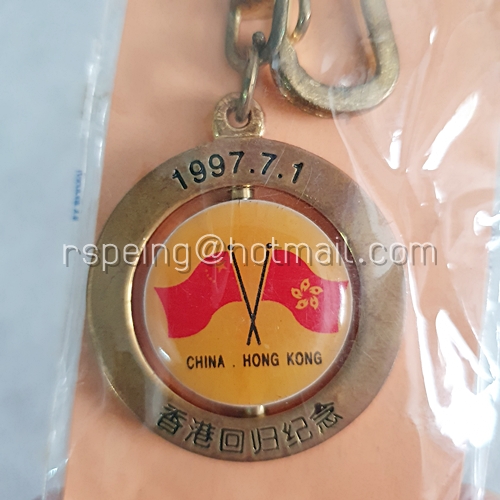 1997.7.1
rspeing@hotmail.com
CHINA . HONG KONG
香港回归纪念